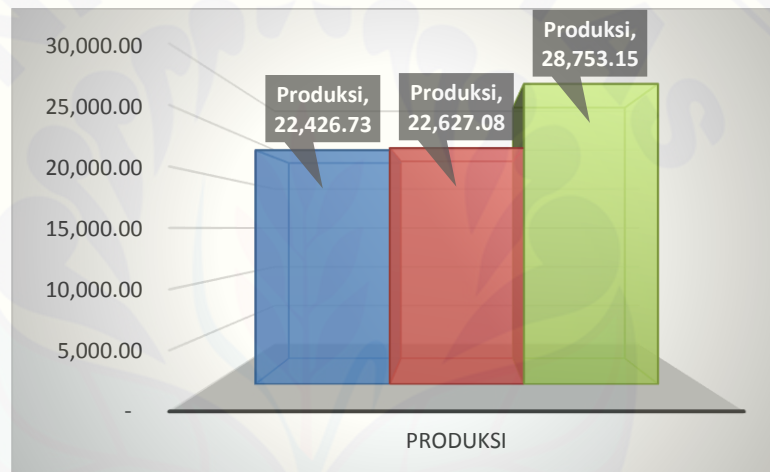 30,000.00
25,000.00
20,000.00
15,000.00
10,000.00
5,000.00
-
Produksi,
22,426.73
Produksi,
22,627.08
Produksi,
28,753.15
PRODUKSI